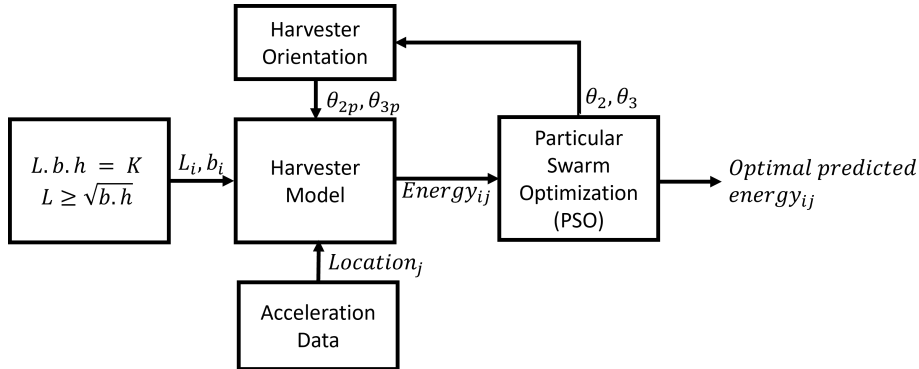 Harvester
Orientation
θ₂, θ₃
θ₂ₚ, θ₃ₚ
L.b.h = K
L ≥ √b.h
Lᵢ, bᵢ
Harvester
Model
Energyᵢⱼ
Particular
Swarm
Optimization
(PSO)
Optimal predicted
energyᵢⱼ
Locationⱼ
Acceleration
Data